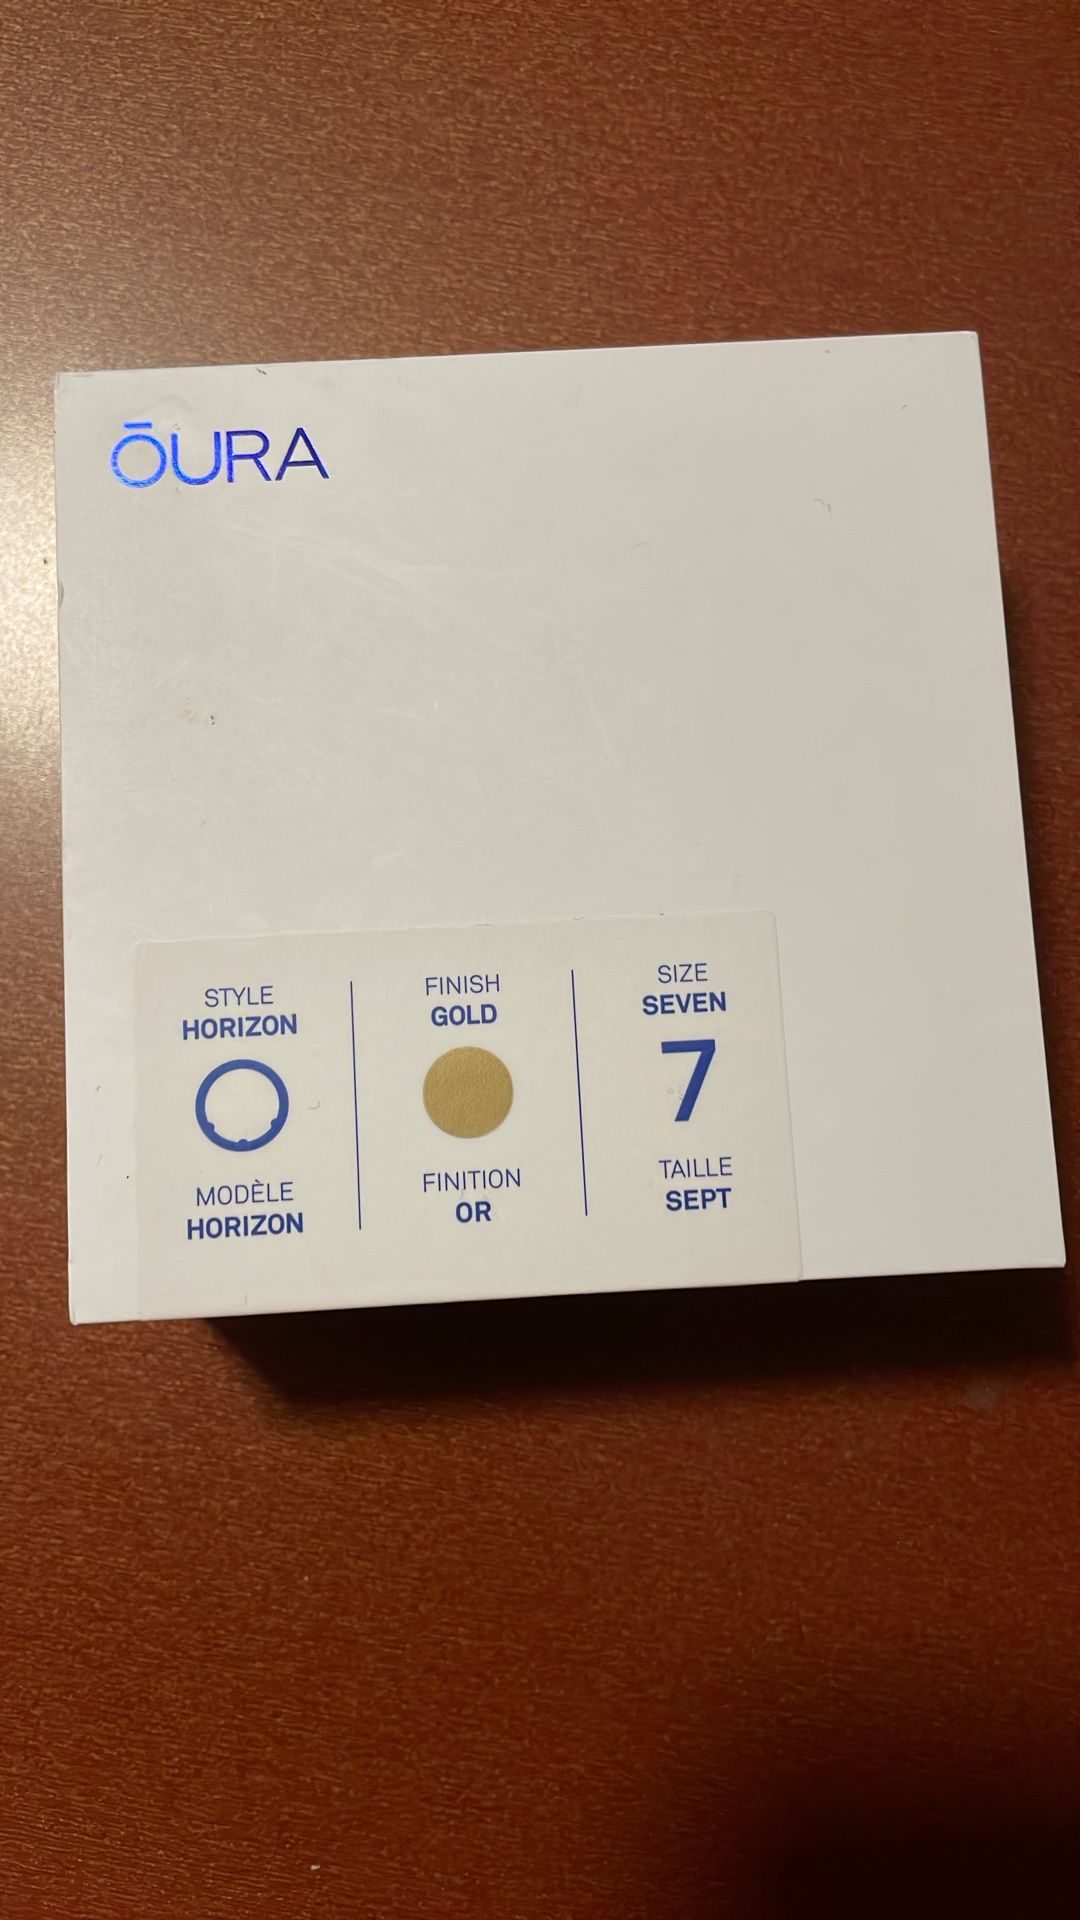 ŌURA
STYLE
HORIZON
MODÈLE
HORIZON
FINISH
GOLD
FINITION
OR
SIZE
SEVEN
7
TAILLE
SEPT